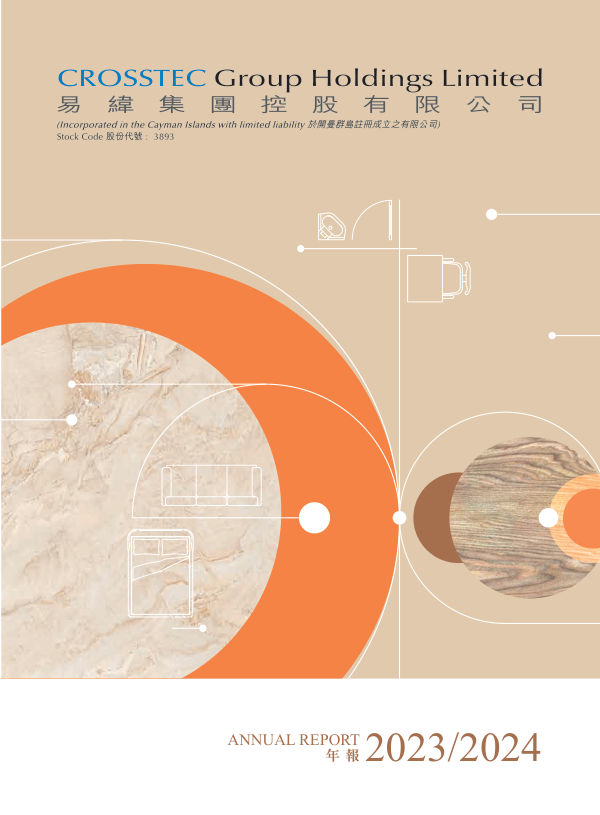 CROSSTEC Group Holdings Limited
易緯集團控股有限公司
(Incorporated in the Cayman Islands with limited liability 於開曼群島註冊成立之有限公司)
Stock Code 股份代號 : 3893
ANNUAL REPORT
年報
2023/2024